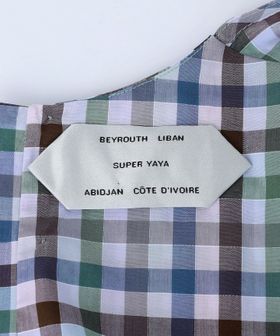 BEYROUTH LIBAN
SUPER YAYA
ABIDJAN CÔTE D'IVOIRE